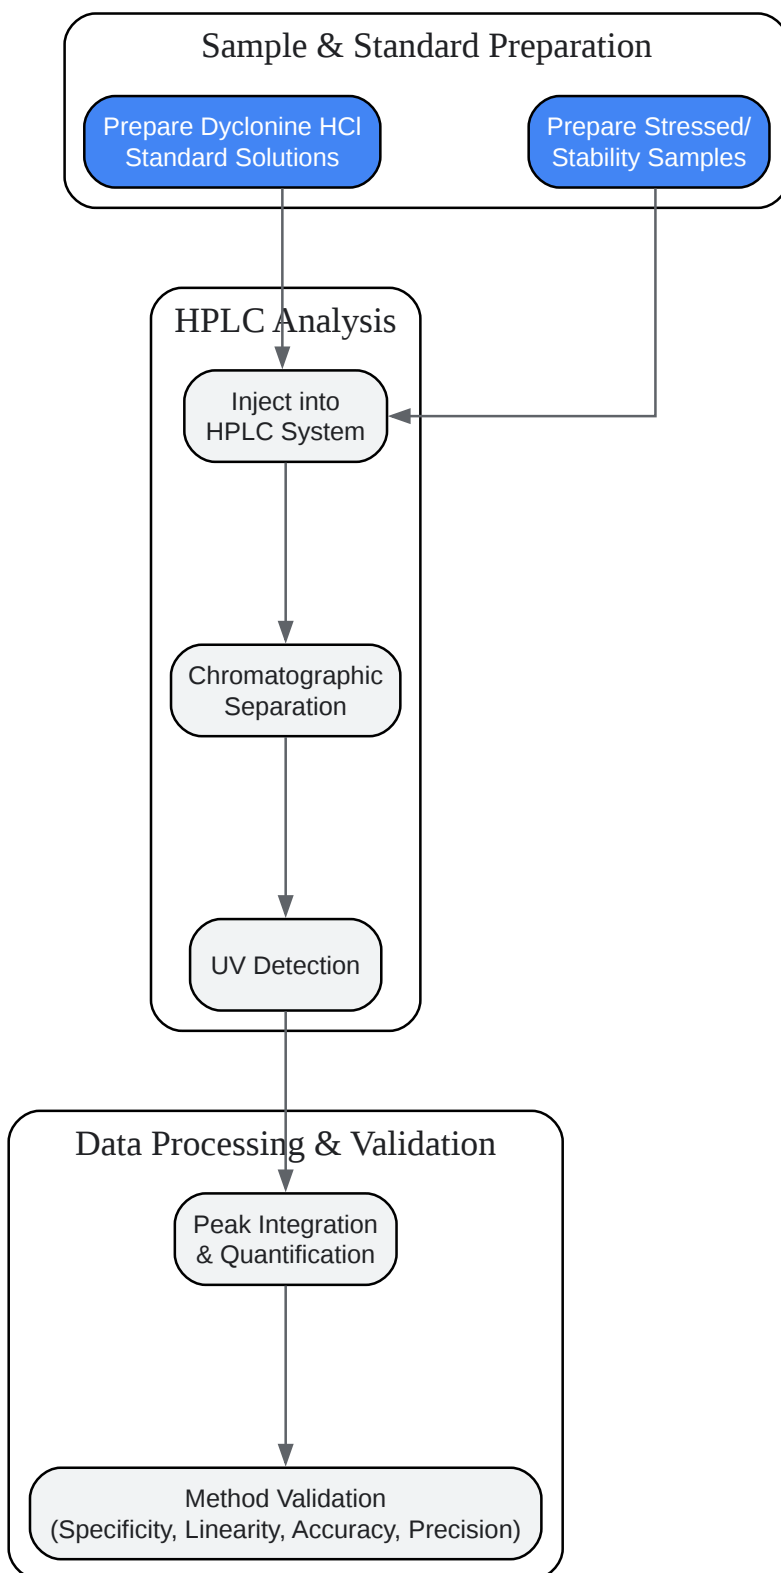 Sample & Standard Preparation
Prepare Dyclonine HCl
Standard Solutions
Prepare Stressed/
Stability Samples
HPLC Analysis
Inject into
HPLC System
Chromatographic
Separation
UV Detection
Data Processing & Validation
Peak Integration
& Quantification
Method Validation
(Specificity, Linearity, Accuracy, Precision)